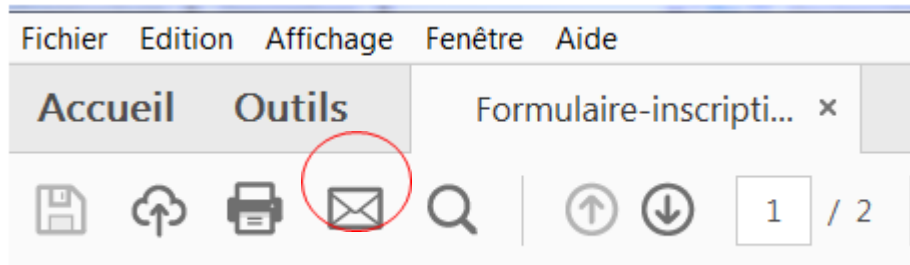 Fichier Edition Affichage Fenêtre Aide
Accueil Outils Formulaire-inscripti... ×
1 / 2